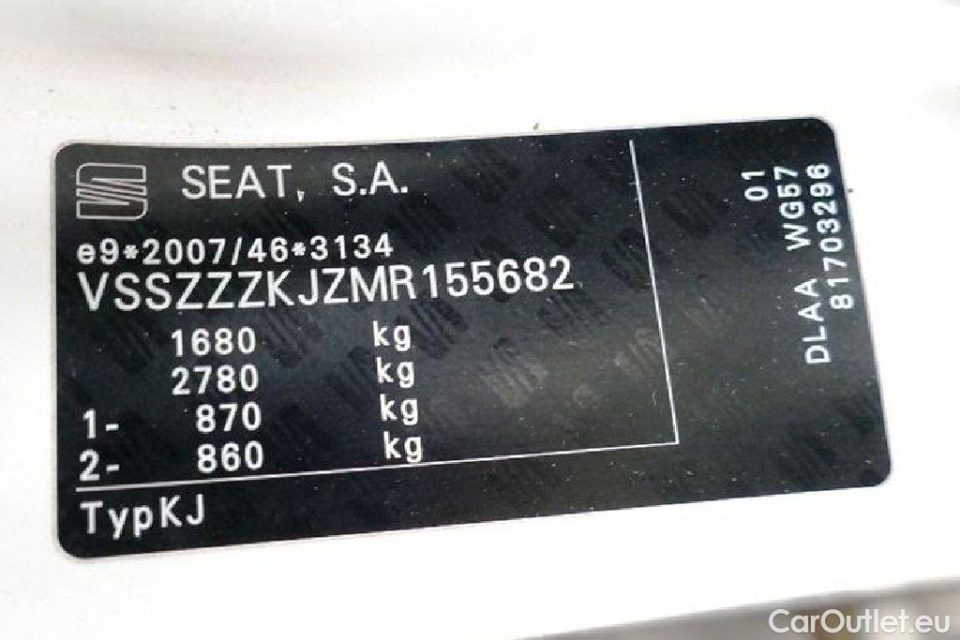 SEAT, S.A.
e9*2007/46*3134
VSSZZZKJZMR155682
1680 kg
2780 kg
1- 870 kg
2- 860 kg
TypKJ
01
DLAA WG57
81703296
CarOutlet.eu